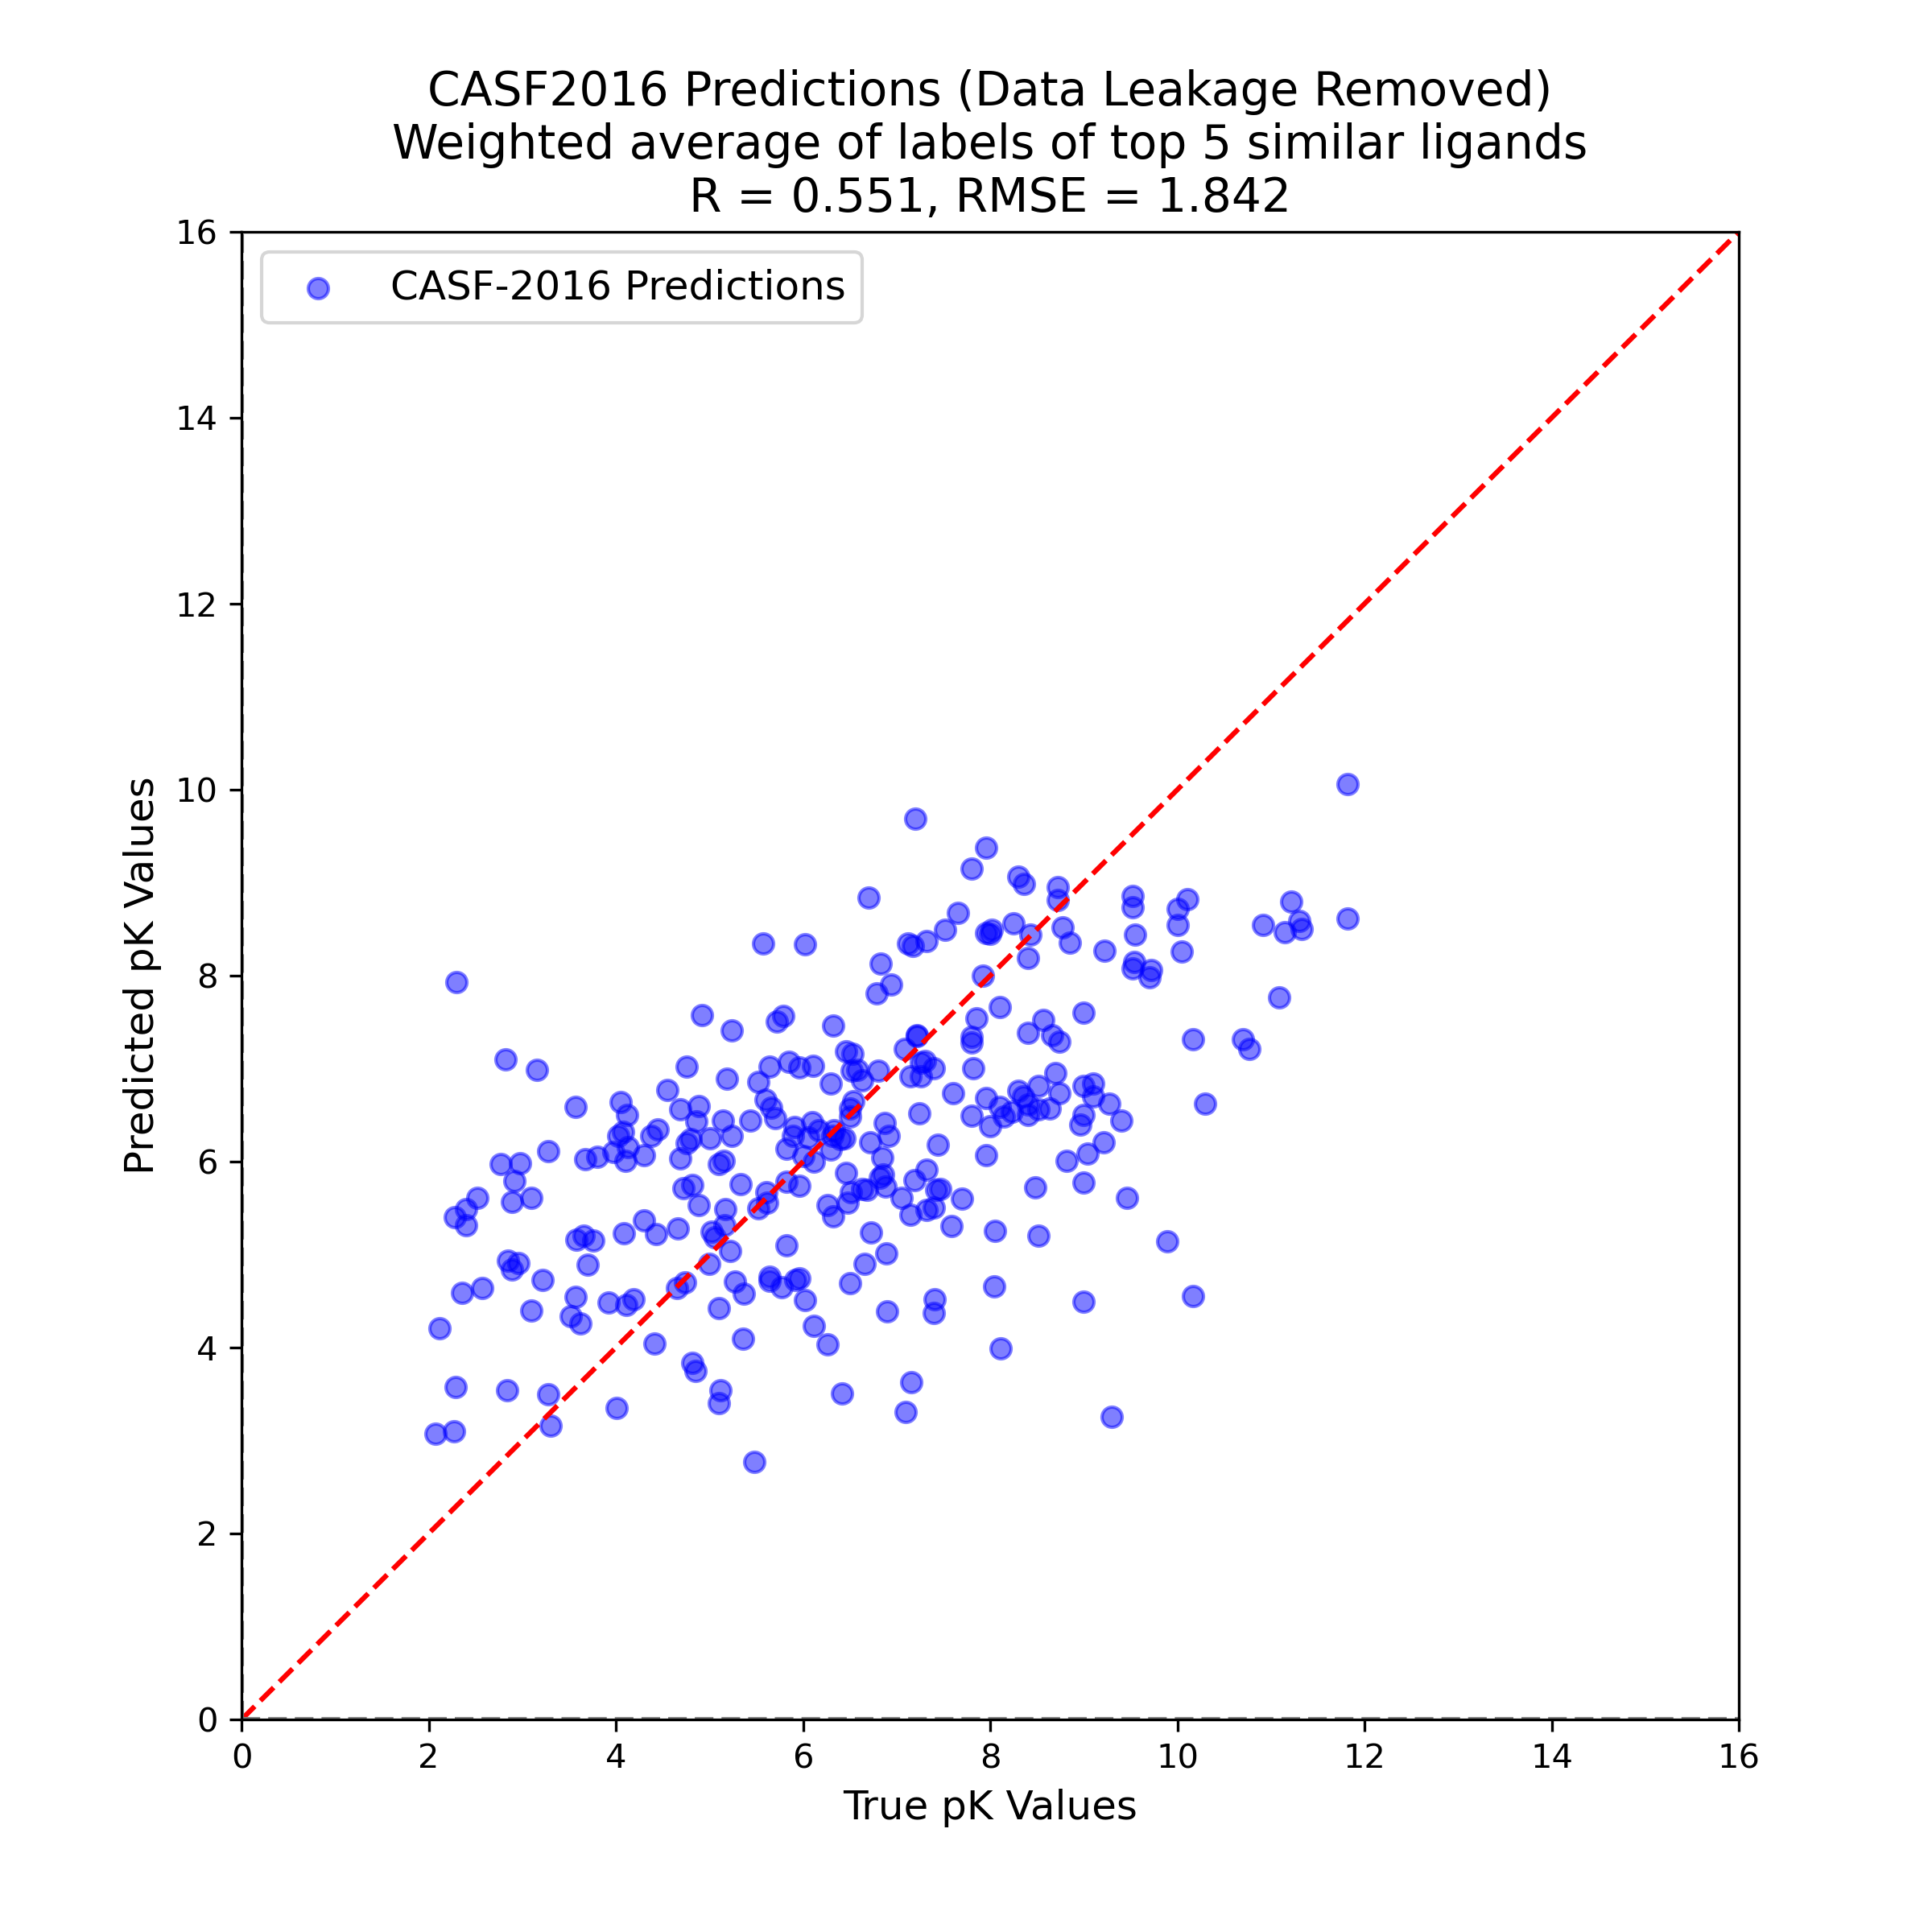 CASF2016 Predictions (Data Leakage Removed)
Weighted average of labels of top 5 similar ligands
R = 0.551, RMSE = 1.842
CASF-2016 Predictions
Predicted pK Values
16
14
12
10
8
6
4
2
0
0 2 4 6 8 10 12 14 16
True pK Values